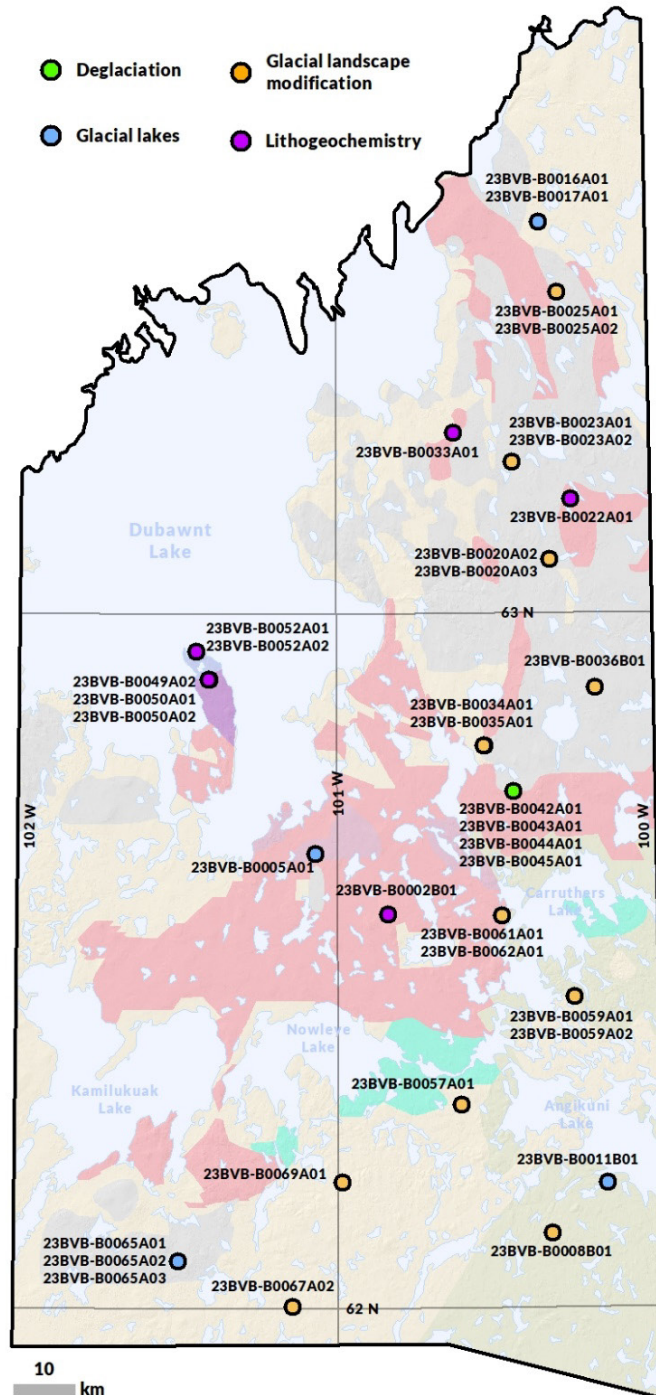 Deglaciation
Glacial landscape
modification
Glacial lakes
Lithogeochemistry
23BVB-B0016A01
23BVB-B0017A01
23BVB-B0025A01
23BVB-B0025A02
23BVB-B0023A01
23BVB-B0023A02
23BVB-B0033A01
23BVB-B0022A01
Dubawnt
Lake
23BVB-B0020A02
23BVB-B0020A03
63 N
23BVB-B0052A01
23BVB-B0052A02
23BVB-B0036B01
23BVB-B0049A02
23BVB-B0050A01
23BVB-B0050A02
23BVB-B0034A01
23BVB-B0035A01
102 W
101 W
100 W
23BVB-B0042A01
23BVB-B0043A01
23BVB-B0044A01
23BVB-B0045A01
23BVB-B0005A01
23BVB-B0002B01
Carruthers
Lake
23BVB-B0061A01
23BVB-B0062A01
23BVB-B0059A01
23BVB-B0059A02
Nowleye
Lake
23BVB-B0057A01
Kamilukuak
Lake
Angikuni
Lake
23BVB-B0069A01
23BVB-B0011B01
23BVB-B0008B01
23BVB-B0065A01
23BVB-B0065A02
23BVB-B0065A03
23BVB-B0067A02
62 N
10
km